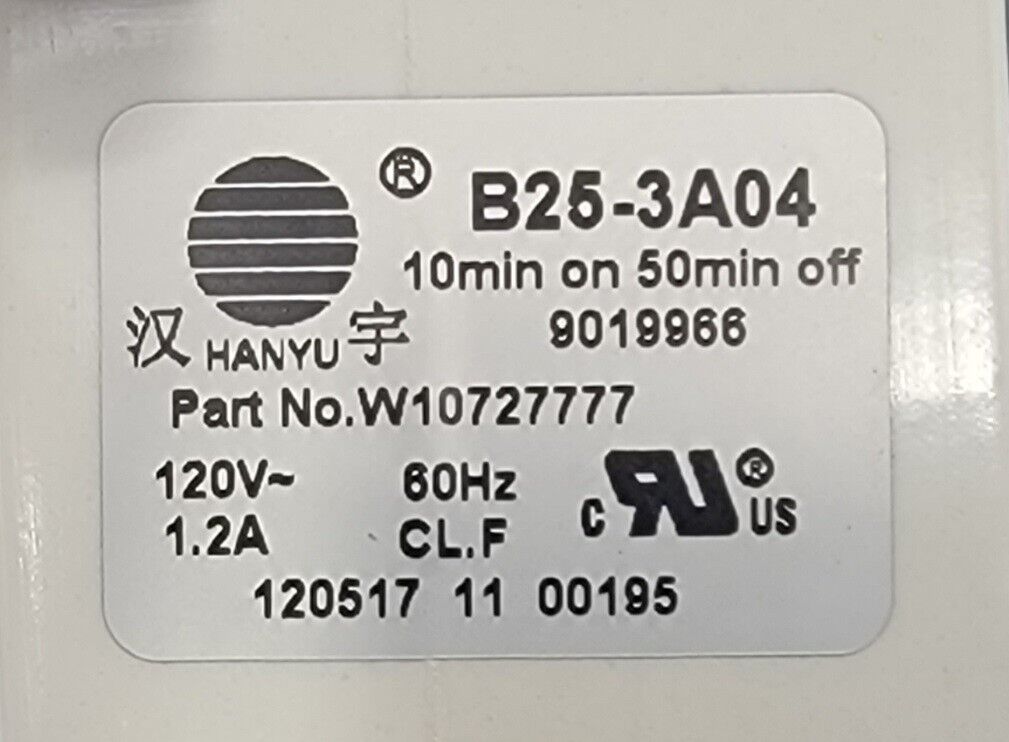 ® B25-3A04
10min on 50min off
汉 HANYU 宇 9019966
Part No.W10727777
120V~ 60Hz c RU ® US
1.2A CL.F
120517 11 00195